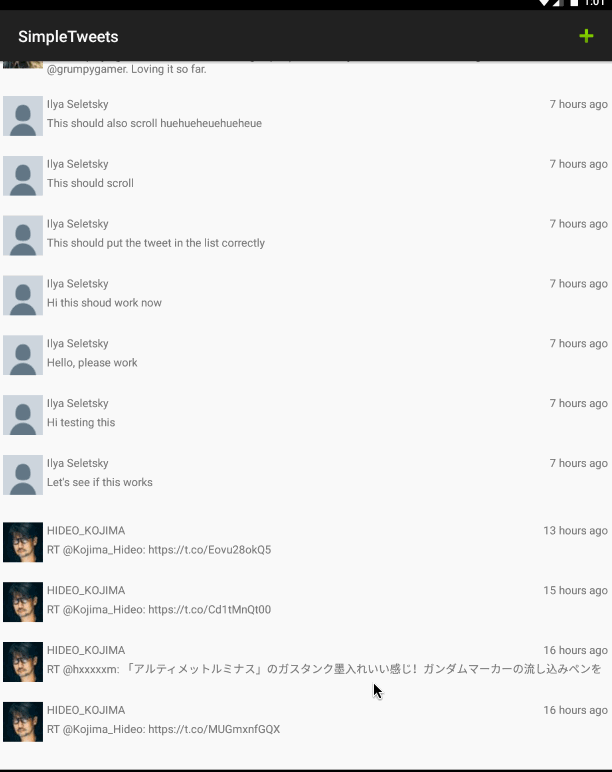 1:01
SimpleTweets
@grumpygamer. Loving it so far.
Ilya Seletsky 7 hours ago
This should also scroll huehueheuehueheue
Ilya Seletsky 7 hours ago
This should scroll
Ilya Seletsky 7 hours ago
This should put the tweet in the list correctly
Ilya Seletsky 7 hours ago
Hi this shoud work now
Ilya Seletsky 7 hours ago
Hello, please work
Ilya Seletsky 7 hours ago
Hi testing this
Ilya Seletsky 7 hours ago
Let's see if this works
HIDEO_KOJIMA 13 hours ago
RT @Kojima_Hideo: https://t.co/Eovu28okQ5
HIDEO_KOJIMA 15 hours ago
RT @Kojima_Hideo: https://t.co/Cd1tMnQt00
HIDEO_KOJIMA 16 hours ago
RT @hxxxxxm: 「アルティメットルミナス」のガスタンク墨入れいい感じ！ガンダムマーカーの流し込みペンを
HIDEO_KOJIMA 16 hours ago
RT @Kojima_Hideo: https://t.co/MUGmxnfGQX